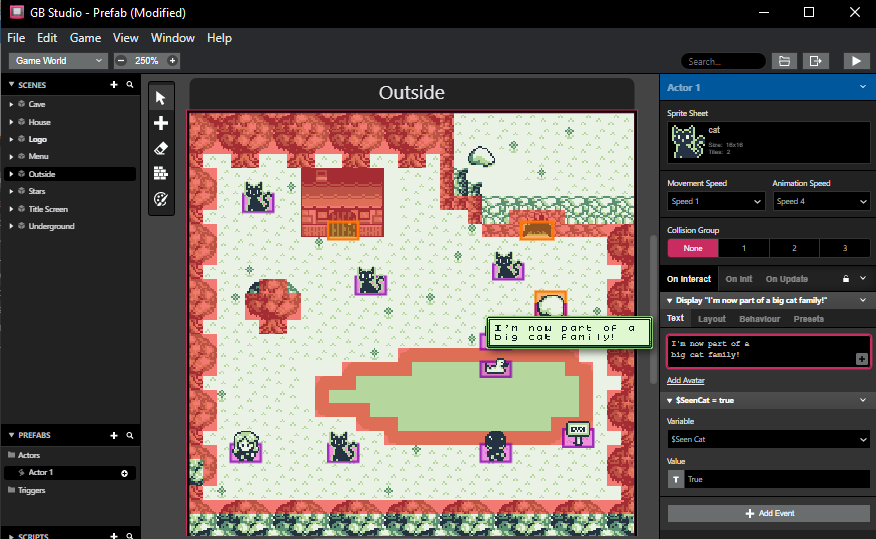 GB Studio - Prefab (Modified)
File Edit Game View Window Help
Game World
250%
Search...
SCENES
Cave
House
Logo
Menu
Outside
Stars
Title Screen
Underground
PREFABS
Actors
Actor 1
Triggers
SCRIPTS
Outside
I'm now part of a
big cat family!
Actor 1
Sprite Sheet
cat
Size: 16x16
Tiles: 2
Movement Speed Animation Speed
Speed 1 Speed 4
Collision Group
None 1 2 3
On Interact On Init On Update
Display "I'm now part of a big cat family!"
Text Layout Behaviour Presets
I'm now part of a
big cat family!
Add Avatar
$SeenCat = true
Variable
$Seen Cat
Value
T True
Add Event